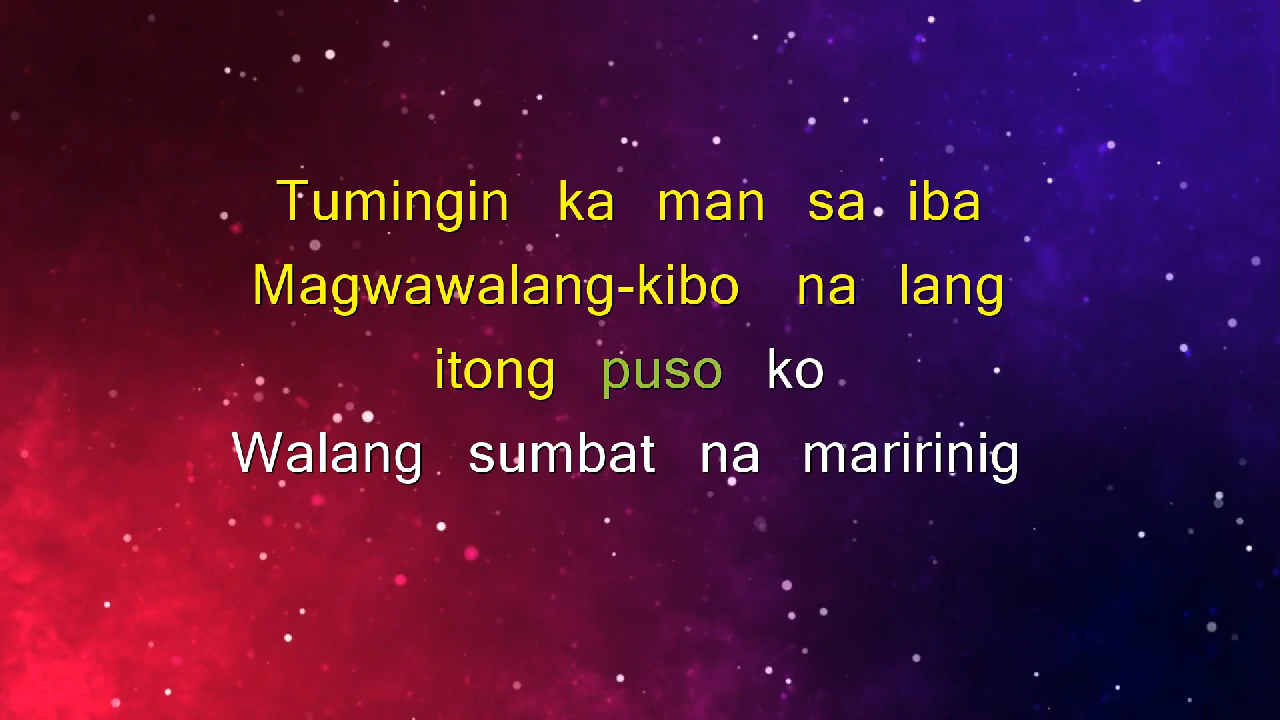 Tumingin ka man sa iba
Magwawalang-kibo na lang
itong puso ko
Walang sumbat na maririnig